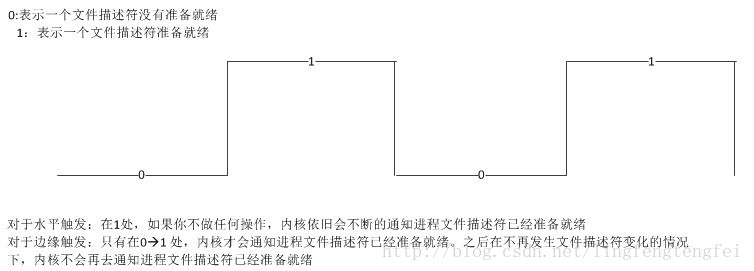 0:表示一个文件描述符没有准备就绪
1：表示一个文件描述符准备就绪
1
1
0
0
对于水平触发：在1处，如果你不做任何操作，内核依旧会不断的通知进程文件描述符已经准备就绪
对于边缘触发：只有在0→1 处，内核才会通知进程文件描述符已经准备就绪。之后在不再发生文件描述符变化的情况
下，内核不会再去通知进程文件描述符已经准备就绪
http://blog.csdn.net/lingfengtengfei